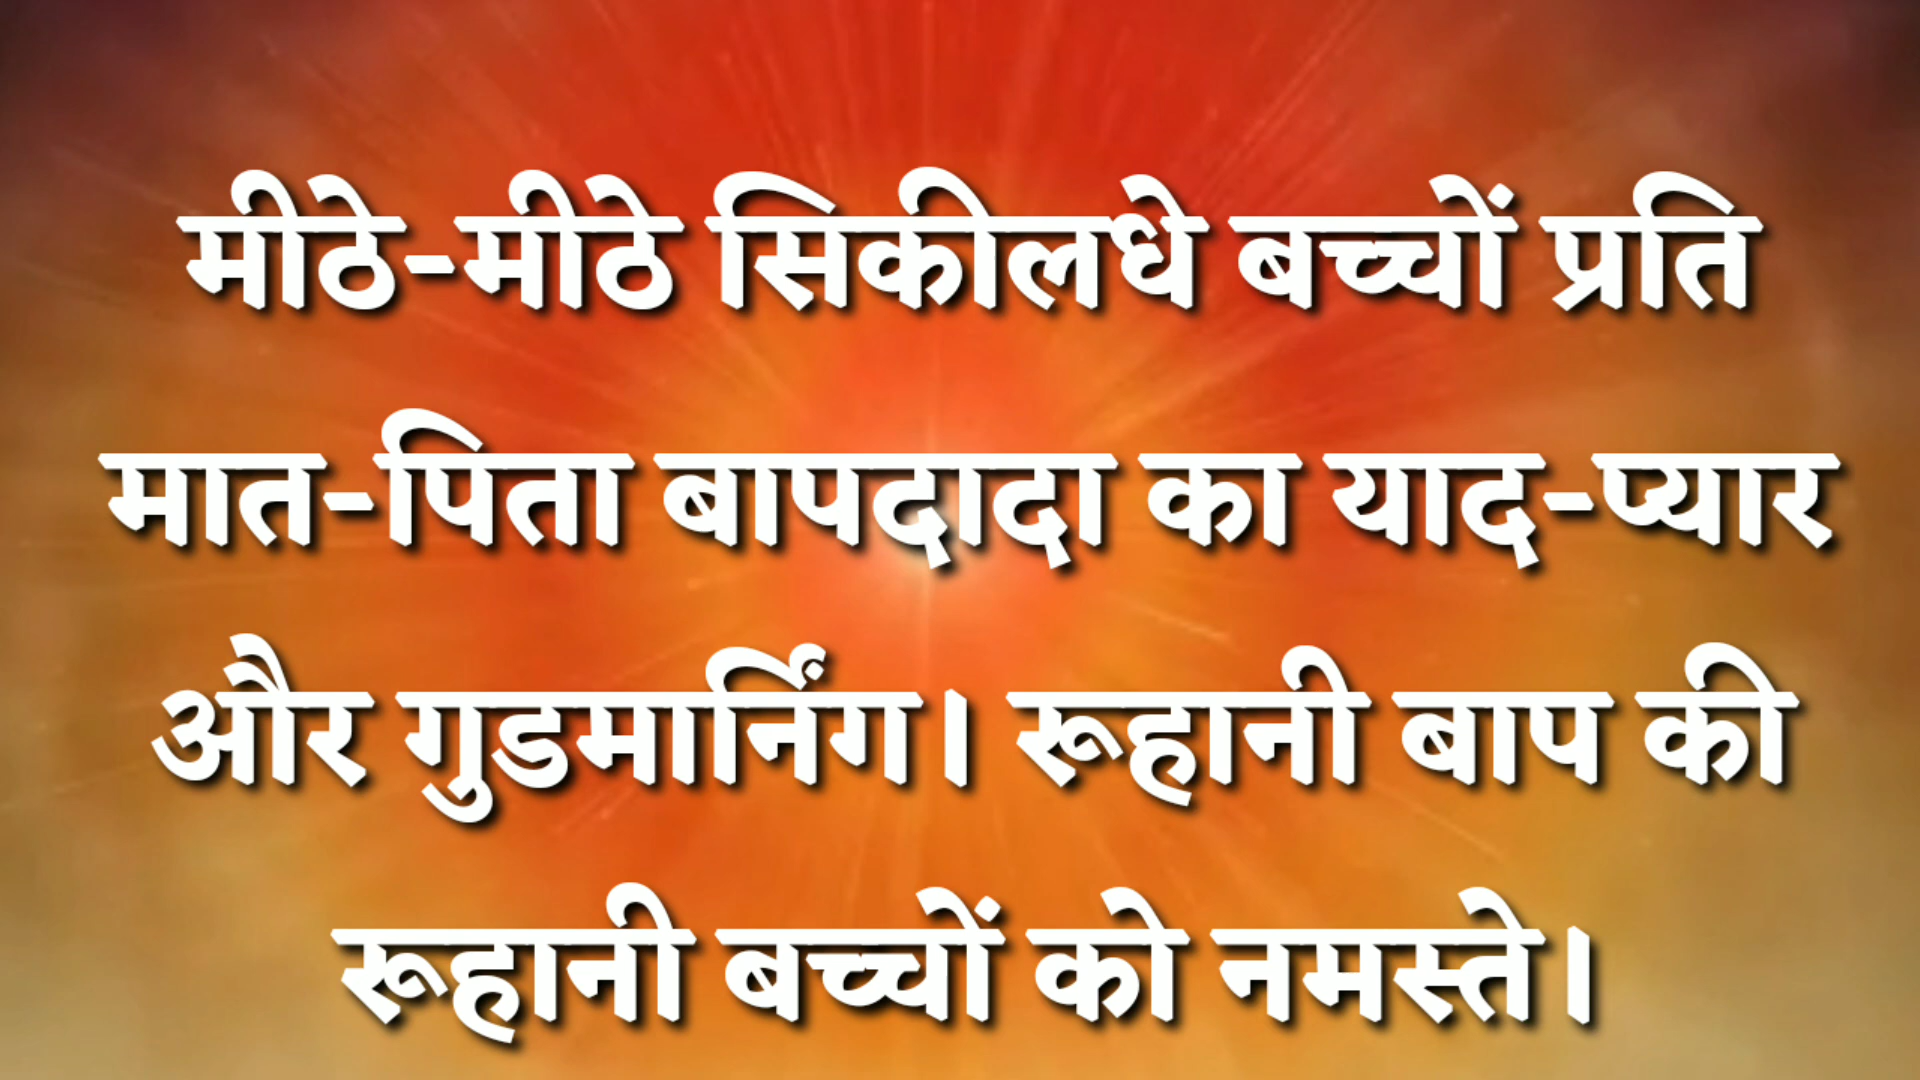 मीठे-मीठे सिकीलधे बच्चों प्रति
मात-पिता बापदादा का याद-प्यार
और गुडमार्निंग। रूहानी बाप की
रूहानी बच्चों को नमस्ते।